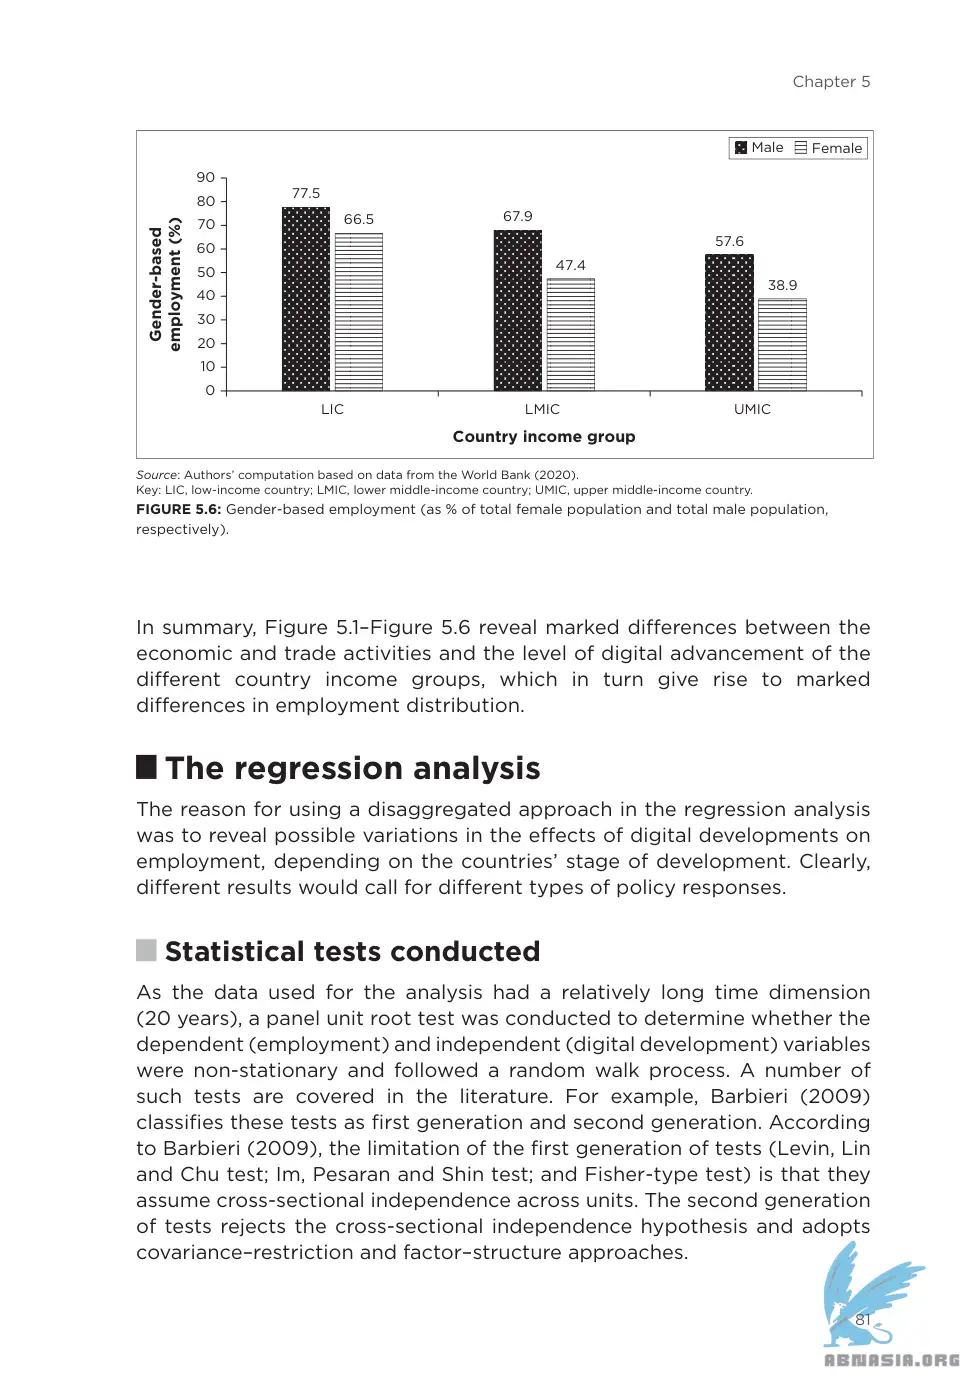 Chapter 5
Male Female
90
80
70
60
50
40
30
20
10
0
Gender-based
employment (%)
77.5
66.5
67.9
47.4
57.6
38.9
LIC LMIC UMIC
Country income group
Source: Authors’ computation based on data from the World Bank (2020).
Key: LIC, low-income country; LMIC, lower middle-income country; UMIC, upper middle-income country.
FIGURE 5.6: Gender-based employment (as % of total female population and total male population,
respectively).
In summary, Figure 5.1–Figure 5.6 reveal marked differences between the
economic and trade activities and the level of digital advancement of the
different country income groups, which in turn give rise to marked
differences in employment distribution.
The regression analysis
The reason for using a disaggregated approach in the regression analysis
was to reveal possible variations in the effects of digital developments on
employment, depending on the countries’ stage of development. Clearly,
different results would call for different types of policy responses.
Statistical tests conducted
As the data used for the analysis had a relatively long time dimension
(20 years), a panel unit root test was conducted to determine whether the
dependent (employment) and independent (digital development) variables
were non-stationary and followed a random walk process. A number of
such tests are covered in the literature. For example, Barbieri (2009)
classifies these tests as first generation and second generation. According
to Barbieri (2009), the limitation of the first generation of tests (Levin, Lin
and Chu test; Im, Pesaran and Shin test; and Fisher-type test) is that they
assume cross-sectional independence across units. The second generation
of tests rejects the cross-sectional independence hypothesis and adopts
covariance–restriction and factor–structure approaches.
81
ABNASIA.ORG